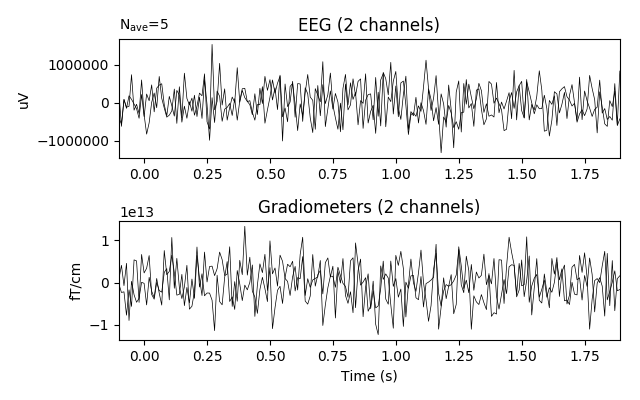 N_ave=5 EEG (2 channels)
uV
1000000
0
−1000000
0.00 0.25 0.50 0.75 1.00 1.25 1.50 1.75
Gradiometers (2 channels)
1e13
fT/cm
1
0
−1
0.00 0.25 0.50 0.75 1.00 1.25 1.50 1.75
Time (s)